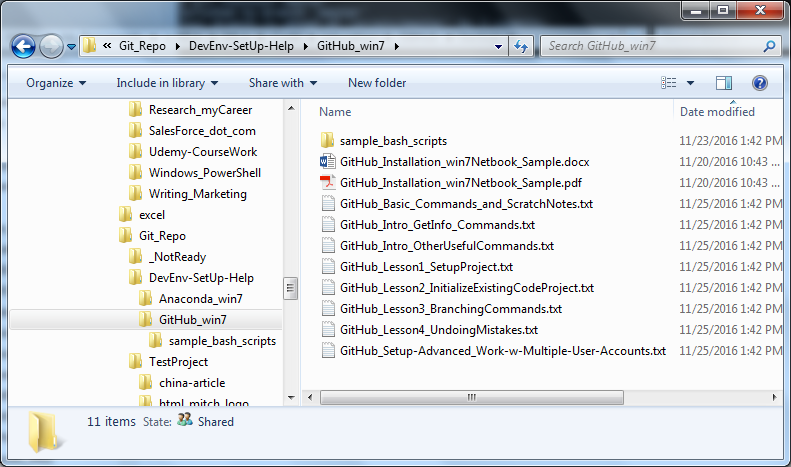 « Git_Repo ▸ DevEnv-SetUp-Help ▸ GitHub_win7 ▸ Search GitHub_win7
Organize Include in library Share with New folder
Research_myCareer
SalesForce_dot_com
Udemy-CourseWork
Windows_PowerShell
Writing_Marketing
excel
Git_Repo
_NotReady
DevEnv-SetUp-Help
Anaconda_win7
GitHub_win7
sample_bash_scripts
TestProject
china-article
html_mitch_logo
Name Date modified
sample_bash_scripts 11/23/2016 1:42 PM
GitHub_Installation_win7Netbook_Sample.docx 11/20/2016 10:43 ...
GitHub_Installation_win7Netbook_Sample.pdf 11/20/2016 10:43 ...
GitHub_Basic_Commands_and_ScratchNotes.txt 11/25/2016 1:42 PM
GitHub_Intro_GetInfo_Commands.txt 11/25/2016 1:42 PM
GitHub_Intro_OtherUsefulCommands.txt 11/25/2016 1:42 PM
GitHub_Lesson1_SetupProject.txt 11/25/2016 1:42 PM
GitHub_Lesson2_InitializeExistingCodeProject.txt 11/25/2016 1:42 PM
GitHub_Lesson3_BranchingCommands.txt 11/25/2016 1:42 PM
GitHub_Lesson4_UndoingMistakes.txt 11/25/2016 1:42 PM
GitHub_Setup-Advanced_Work-w-Multiple-User-Accounts.txt 11/25/2016 1:42 PM
11 items State: Shared